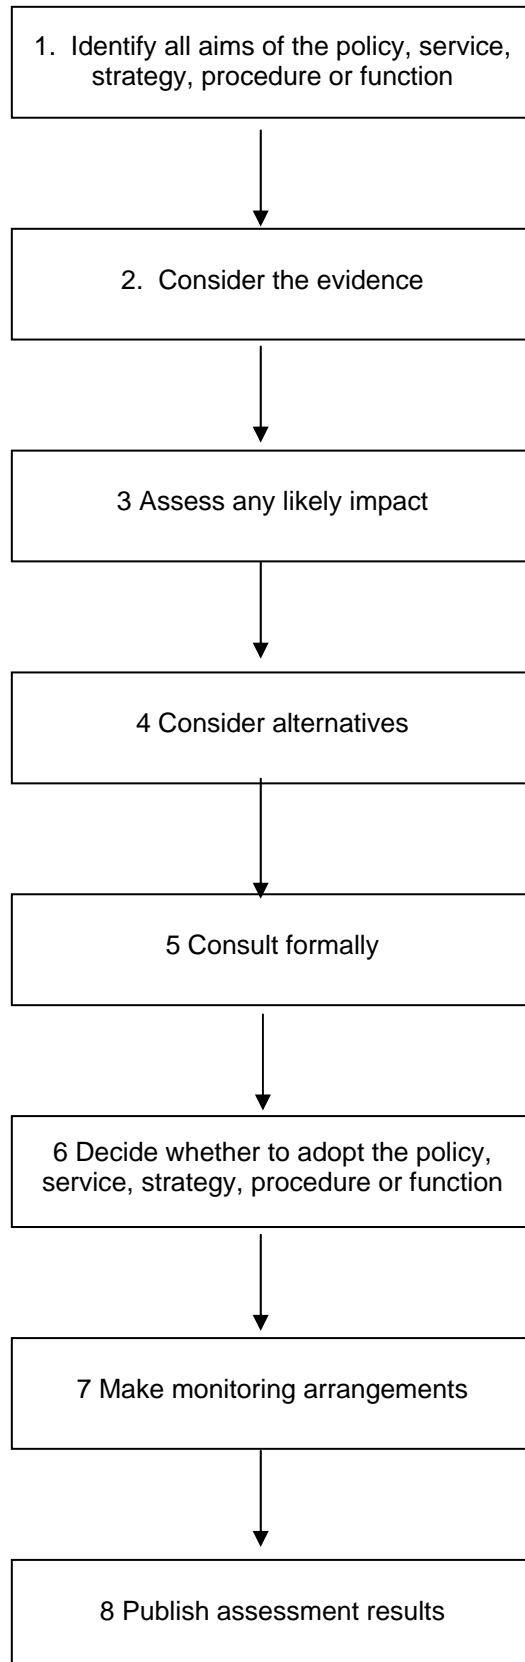 1. Identify all aims of the policy, service,
strategy, procedure or function
2. Consider the evidence
3 Assess any likely impact
4 Consider alternatives
5 Consult formally
6 Decide whether to adopt the policy,
service, strategy, procedure or function
7 Make monitoring arrangements
8 Publish assessment results